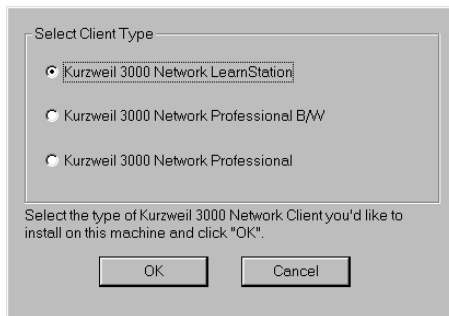 Select Client Type
Kurzweil 3000 Network LearnStation
Kurzweil 3000 Network Professional B/W
Kurzweil 3000 Network Professional
Select the type of Kurzweil 3000 Network Client you'd like to
install on this machine and click "OK".
OK
Cancel